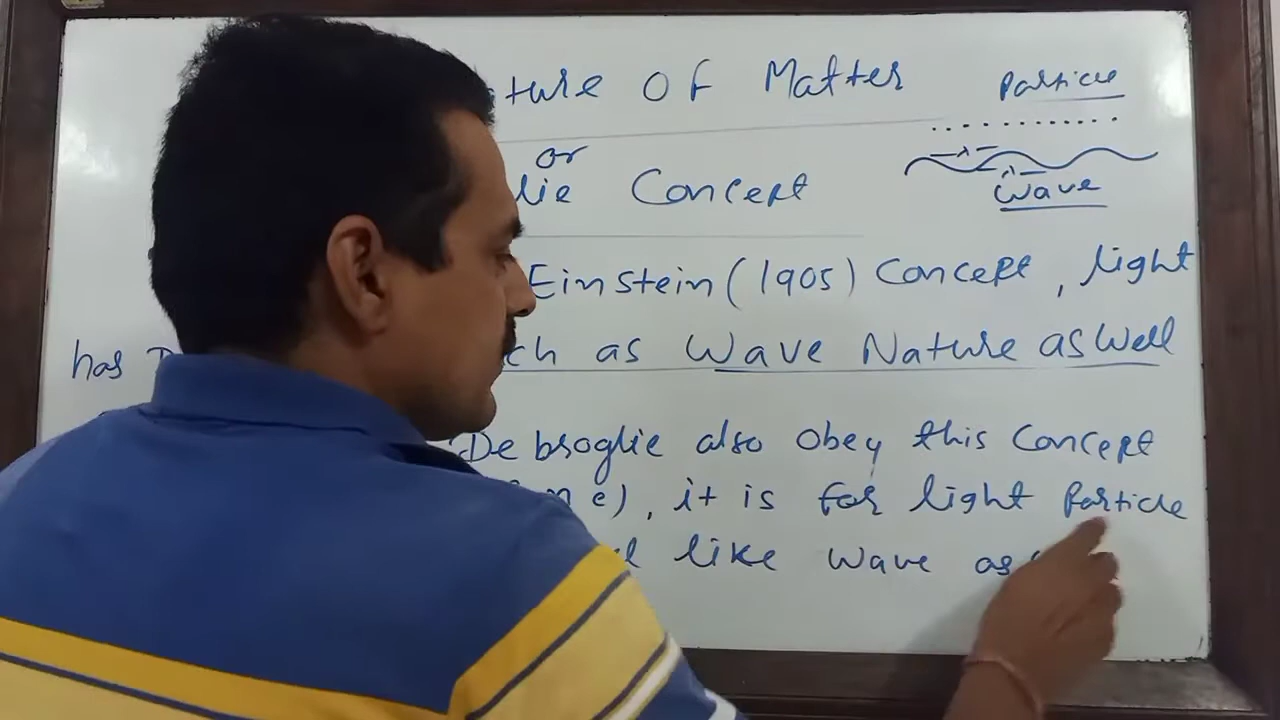 ture Of Matter
Particle
or
lie Concept
λ
λ
Wave
Einstein (1905) Concept, light
has
ch as Wave Nature as Well
De broglie also obey this Concept
it is for light Particle
like Wave as